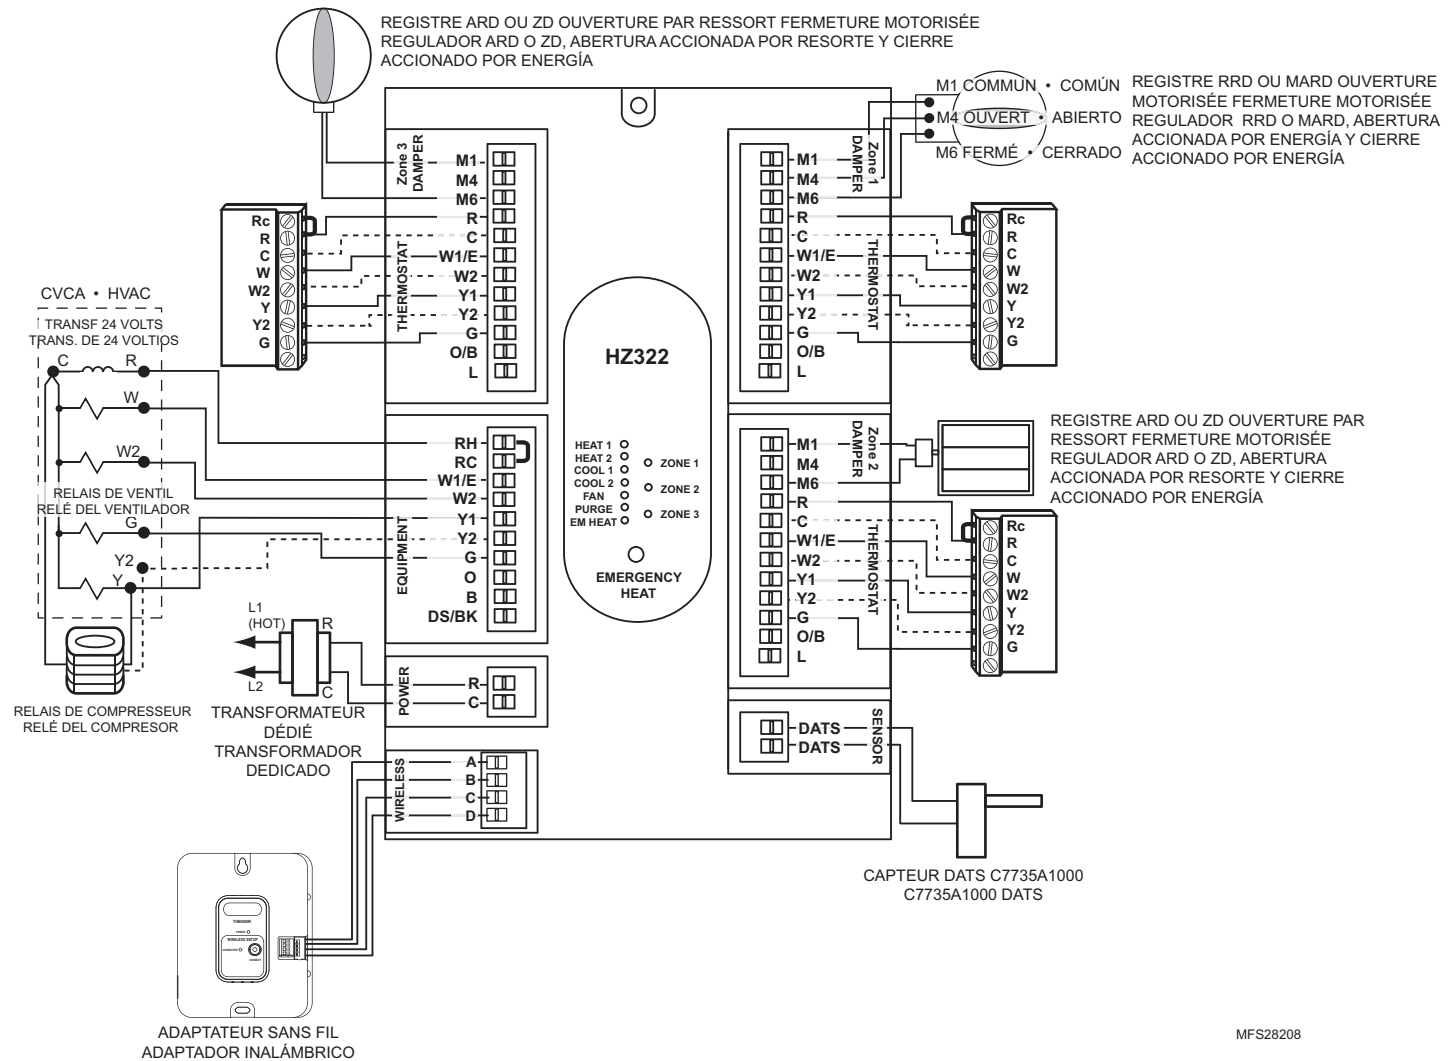 REGISTRE ARD OU ZD OUVERTURE PAR RESSORT FERMETURE MOTORISÉE
REGULADOR ARD O ZD, ABERTURA ACCIONADA POR RESORTE Y CIERRE
ACCIONADO POR ENERGÍA
M1 COMMUN • COMÚN
M4 OUVERT • ABIERTO
M6 FERMÉ • CERRADO
REGISTRE RRD OU MARD OUVERTURE
MOTORISÉE FERMETURE MOTORISÉE
REGULADOR RRD O MARD, ABERTURA
ACCIONADA POR ENERGÍA Y CIERRE
ACCIONADO POR ENERGÍA
Zone 3
DAMPER
M1
M4
M6
THERMOSTAT
R
C
W1/E
W2
Y1
Y2
G
O/B
L
Rc
R
C
W
W2
Y
Y2
G
Zone 1
DAMPER
M1
M4
M6
THERMOSTAT
R
C
W1/E
W2
Y1
Y2
G
O/B
L
Rc
R
C
W
W2
Y
Y2
G
CVCA • HVAC
TRANSF 24 VOLTS
TRANS. DE 24 VOLTIOS
C
R
W
W2
RELAIS DE VENTIL
RELÉ DEL VENTILADOR
G
Y2
Y
RELAIS DE COMPRESSEUR
RELÉ DEL COMPRESOR
HZ322
HEAT 1
HEAT 2
COOL 1
COOL 2
FAN
PURGE
EM HEAT
ZONE 1
ZONE 2
ZONE 3
EMERGENCY
HEAT
EQUIPMENT
RH
RC
W1/E
W2
Y1
Y2
G
O
B
DS/BK
Zone 2
DAMPER
M1
M4
M6
THERMOSTAT
R
C
W1/E
W2
Y1
Y2
G
O/B
L
REGISTRE ARD OU ZD OUVERTURE PAR
RESSORT FERMETURE MOTORISÉE
REGULADOR ARD O ZD, ABERTURA
ACCIONADA POR RESORTE Y CIERRE
ACCIONADO POR ENERGÍA
Rc
R
C
W
W2
Y
Y2
G
L1
(HOT)
R
L2
C
TRANSFORMATEUR
DÉDIÉ
TRANSFORMADOR
DEDICADO
POWER
R
C
WIRELESS
A
B
C
D
SENSOR
DATS
DATS
CAPTEUR DATS C7735A1000
C7735A1000 DATS
WIRELESS SETUP
ADAPTATEUR SANS FIL
ADAPTADOR INALÁMBRICO
MFS28208